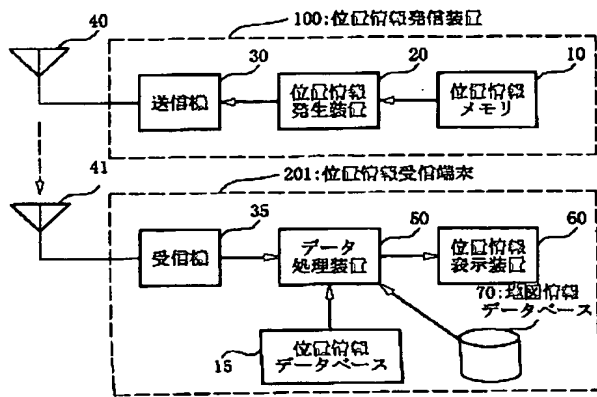 40
100:位置情報発信装置
30
20
10
送信機
位置情報
発生装置
位置情報
メモリ
41
201:位置情報受信端末
35
50
60
受信機
データ
処理装置
位置情報
表示装置
70:地図情報
データベース
15
位置情報
データベース